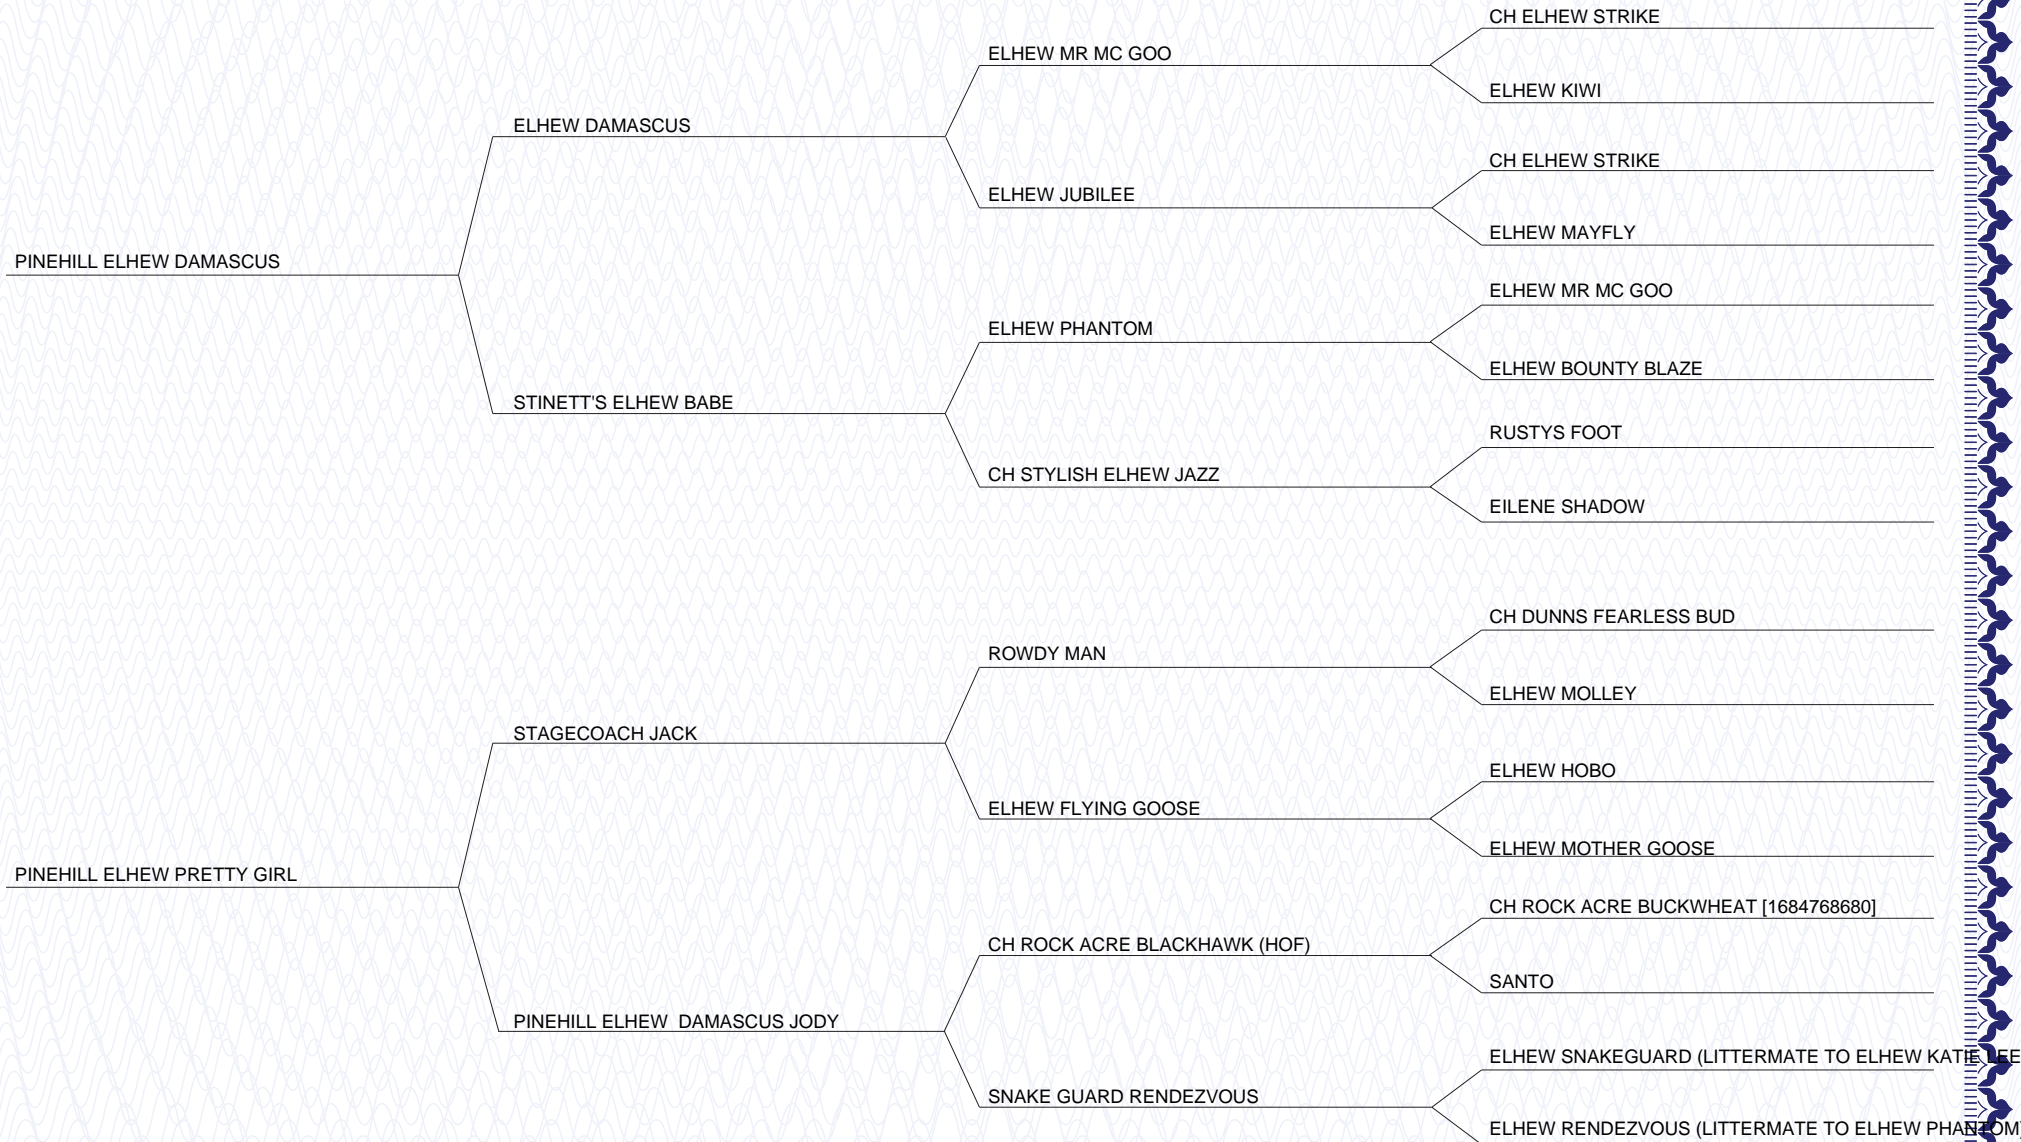 CH ELHEW STRIKE
ELHEW MR MC GOO
ELHEW KIWI
ELHEW DAMASCUS
CH ELHEW STRIKE
ELHEW JUBILEE
ELHEW MAYFLY
PINEHILL ELHEW DAMASCUS
ELHEW MR MC GOO
ELHEW PHANTOM
ELHEW BOUNTY BLAZE
STINETT'S ELHEW BABE
RUSTYS FOOT
CH STYLISH ELHEW JAZZ
EILENE SHADOW
CH DUNNS FEARLESS BUD
ROWDY MAN
ELHEW MOLLEY
STAGECOACH JACK
ELHEW HOBO
ELHEW FLYING GOOSE
ELHEW MOTHER GOOSE
PINEHILL ELHEW PRETTY GIRL
CH ROCK ACRE BUCKWHEAT [1684768680]
CH ROCK ACRE BLACKHAWK (HOF)
SANTO
PINEHILL ELHEW  DAMASCUS JODY
ELHEW SNAKEGUARD (LITTERMATE TO ELHEW KATIE LEE
SNAKE GUARD RENDEZVOUS
ELHEW RENDEZVOUS (LITTERMATE TO ELHEW PHANTOM)